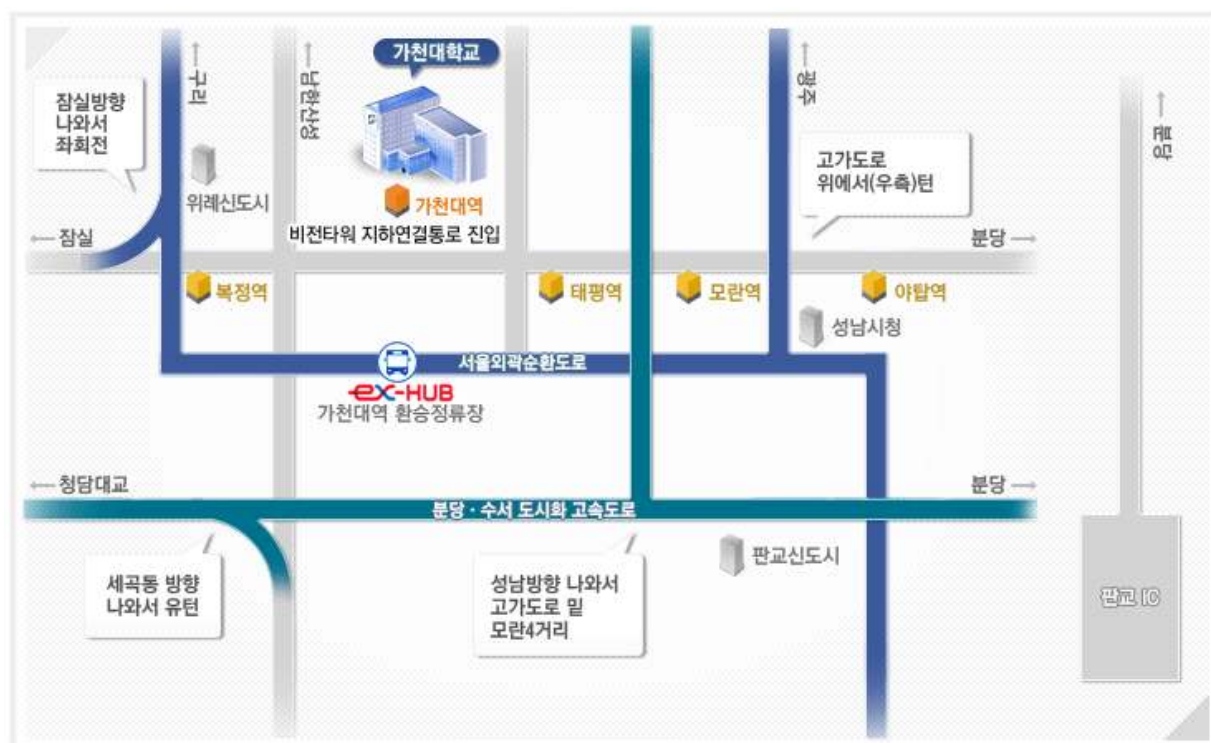 가천대학교
구리
남한산성
광주
분당
잠실방향
나와서
좌회전
고가도로
위에서(우측)턴
위례신도시
가천대역
비전타워 지하연결통로 진입
잠실
분당
복정역
태평역
모란역
야탑역
성남시청
서울외곽순환도로
ex-HUB
가천대역 환승정류장
청담대교
분당
분당·수서 도시화 고속도로
판교신도시
세곡동 방향
나와서 유턴
성남방향 나와서
고가도로 밑
모란4거리
판교 IC